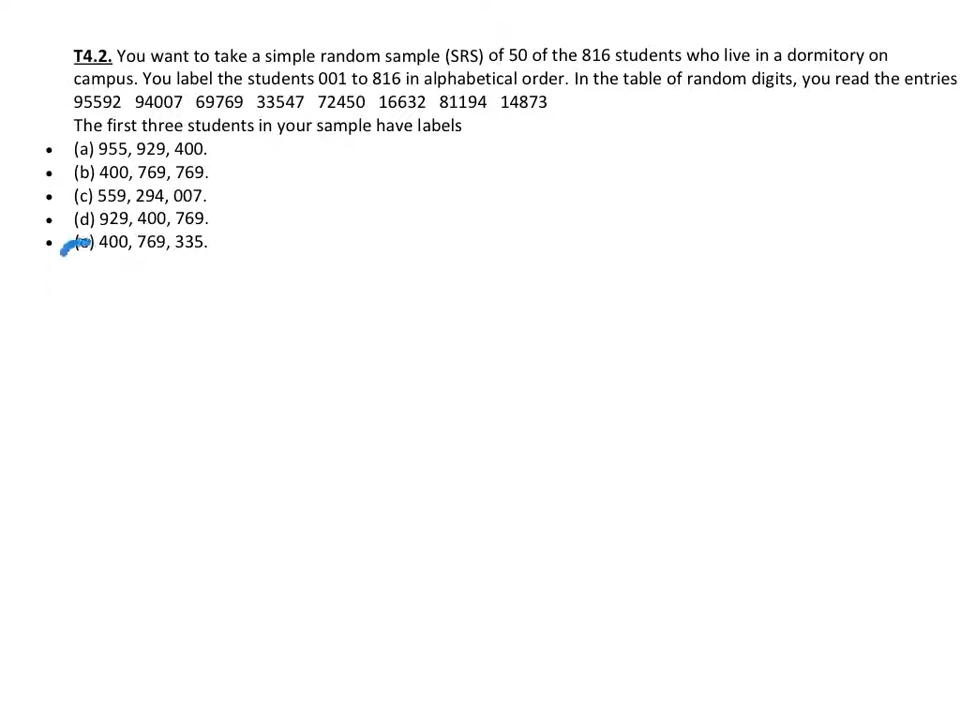 T4.2. You want to take a simple random sample (SRS) of 50 of the 816 students who live in a dormitory on
campus. You label the students 001 to 816 in alphabetical order. In the table of random digits, you read the entries
95592 94007 69769 33547 72450 16632 81194 14873
The first three students in your sample have labels
• (a) 955, 929, 400.
• (b) 400, 769, 769.
• (c) 559, 294, 007.
• (d) 929, 400, 769.
• (e) 400, 769, 335.